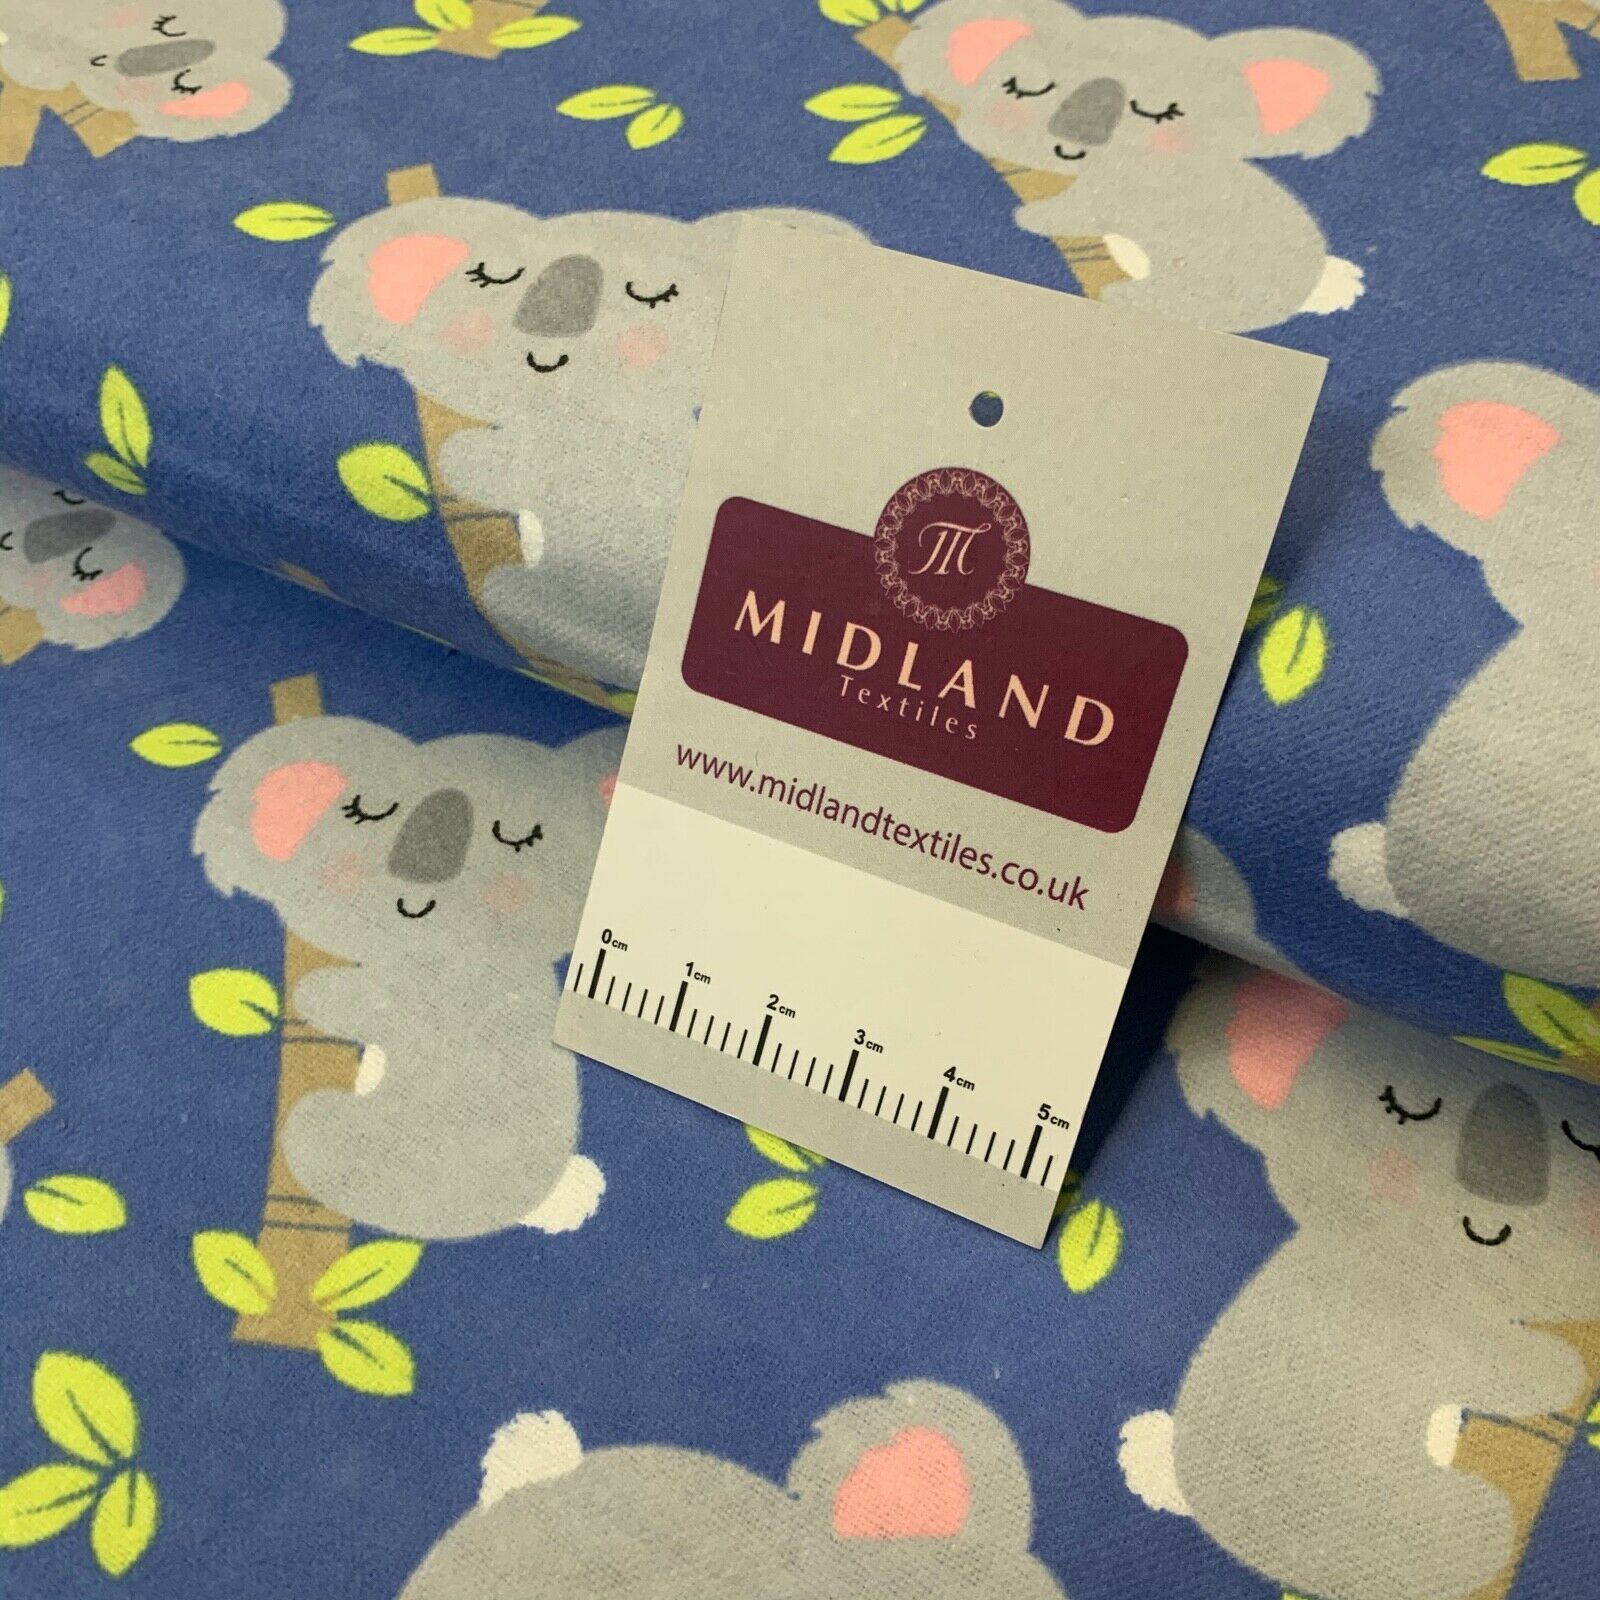 M
MIDLAND
Textiles
www.midlandtextiles.co.uk
0cm 1cm 2cm 3cm 4cm 5cm